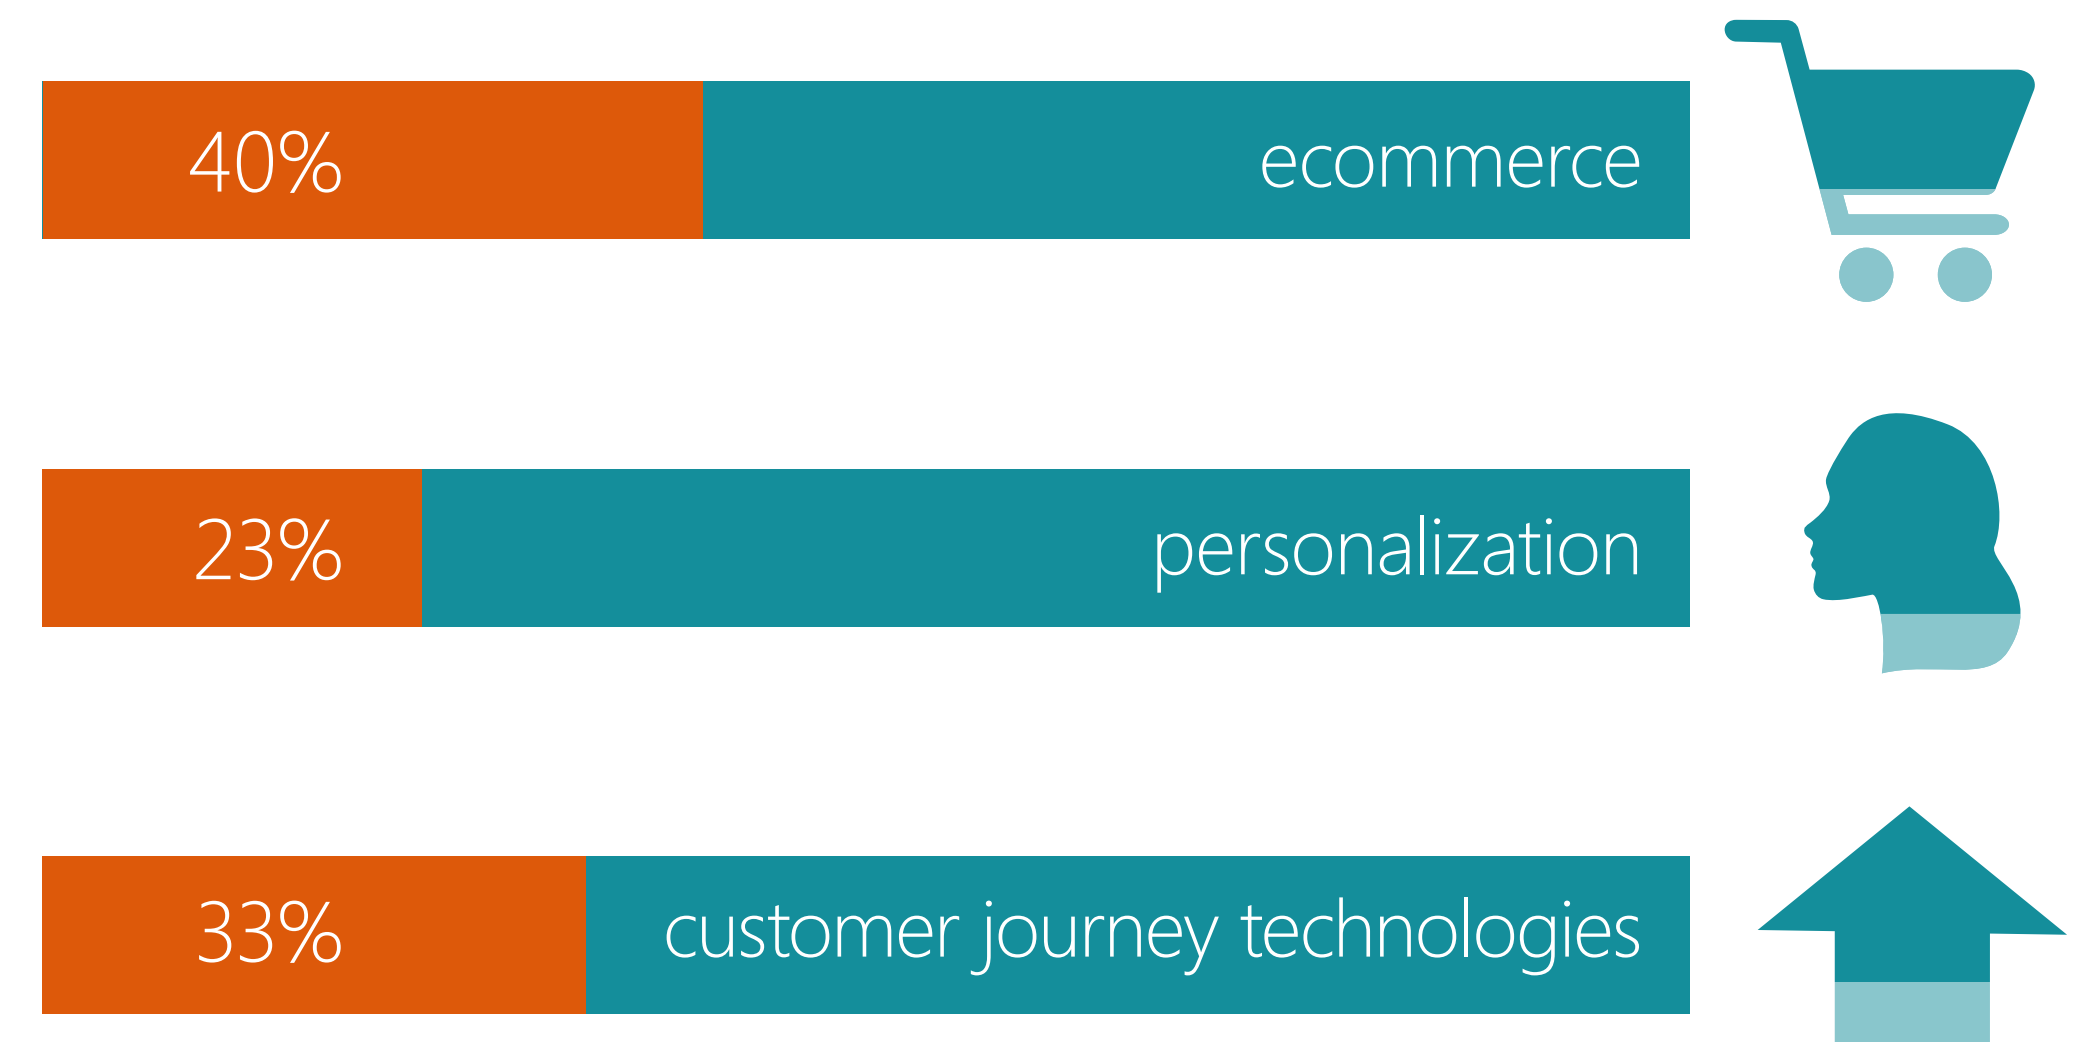 40% ecommerce
23% personalization
33% customer journey technologies